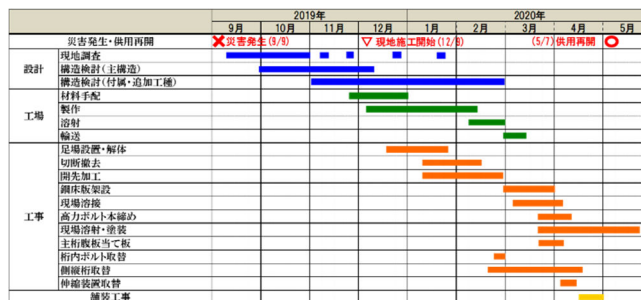 2019年 2020年
9月 10月 11月 12月 1月 2月 3月 4月 5月
災害発生・供用再開 災害発生(9/9) ▽ 現地施工開始(12/9) (5/7)供用再開
設計 現地調査
構造検討(主構造)
構造検討(付属・追加工種)
工場 材料手配
製作
溶射
輸送
工事 足場設置・解体
切断撤去
開先加工
鋼床版架設
現場溶接
高力ボルト本締め
現場溶射・塗装
主桁腹板当て板
桁内ボルト取替
側縦桁取替
伸縮装置取替
舗装工事